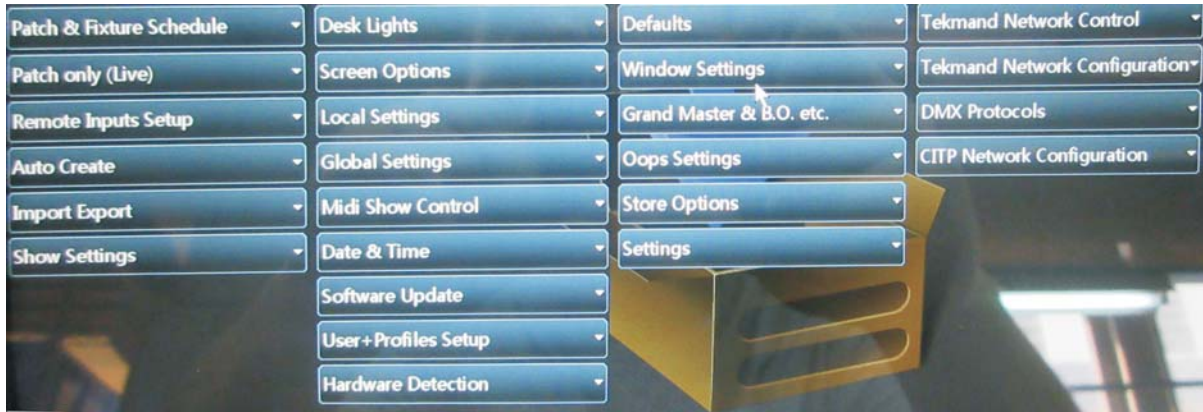 Patch & Fixture Schedule
Patch only (Live)
Remote Inputs Setup
Auto Create
Import Export
Show Settings
Desk Lights
Screen Options
Local Settings
Global Settings
Midi Show Control
Date & Time
Software Update
User+Profiles Setup
Hardware Detection
Defaults
Window Settings
Grand Master & B.O. etc.
Oops Settings
Store Options
Settings
Tekmand Network Control
Tekmand Network Configuration
DMX Protocols
CITP Network Configuration